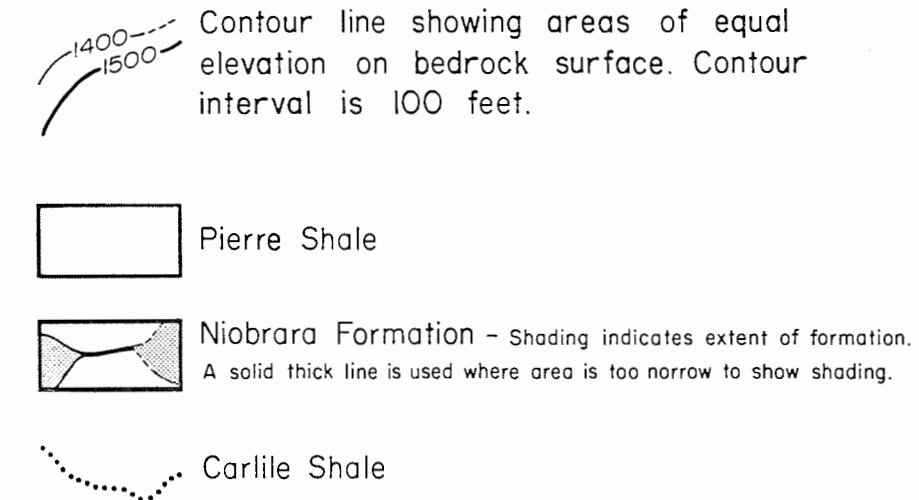 1400
1500
Contour line showing areas of equal
elevation on bedrock surface. Contour
interval is 100 feet.
Pierre Shale
Niobrara Formation – Shading indicates extent of formation.
A solid thick line is used where area is too norrow to show shading.
Carlile Shale